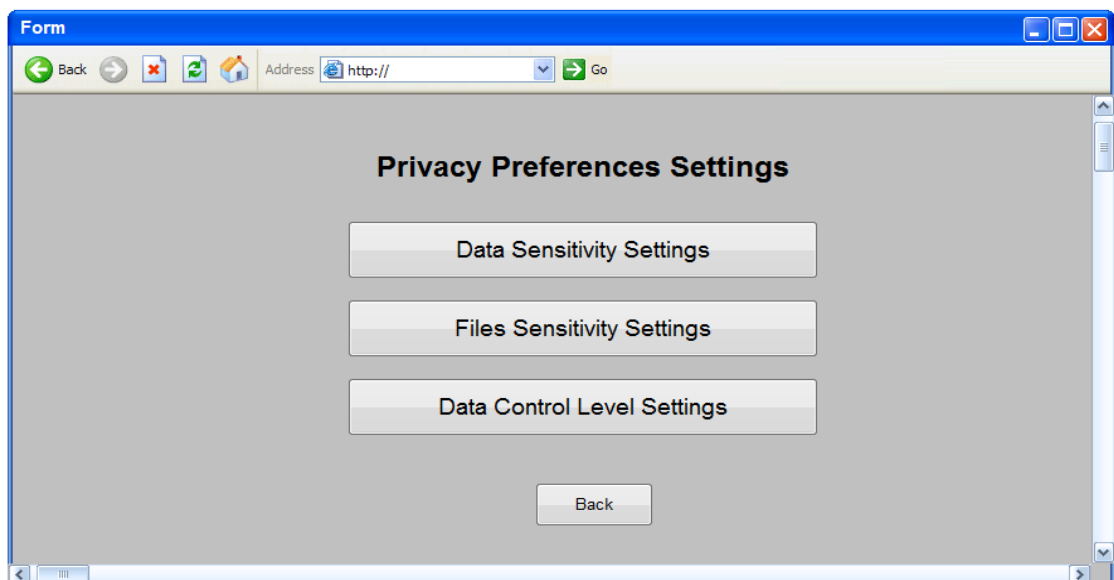 Form
Back Address http:// Go
Privacy Preferences Settings
Data Sensitivity Settings
Files Sensitivity Settings
Data Control Level Settings
Back